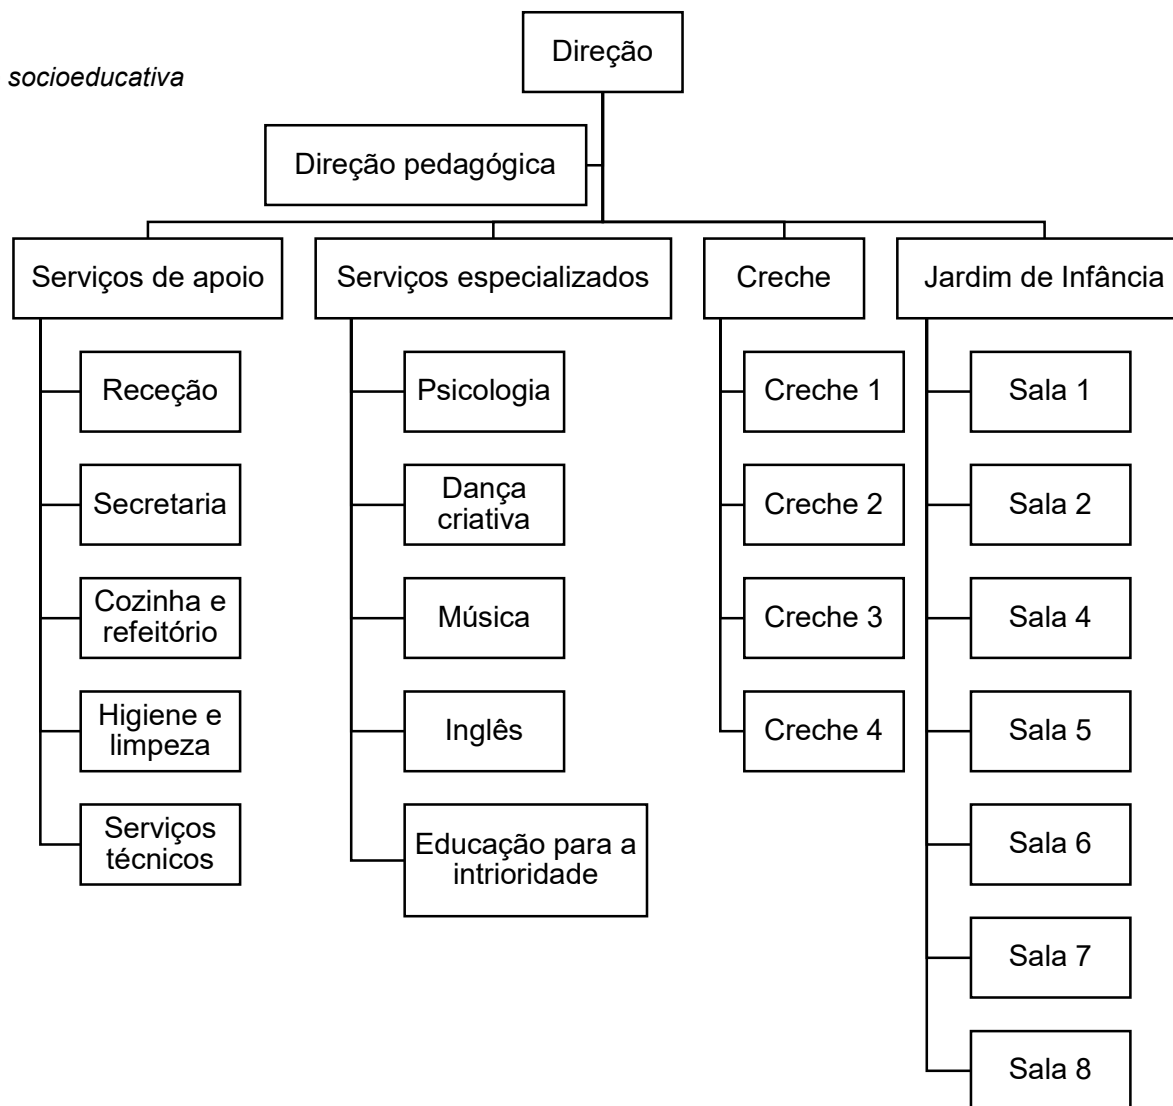 Direção
socioeducativa
Direção pedagógica
Serviços de apoio
Receção
Secretaria
Cozinha e
refeitório
Higiene e
limpeza
Serviços
técnicos
Serviços especializados
Psicologia
Dança
criativa
Música
Inglês
Educação para a
intrioridade
Creche
Creche 1
Creche 2
Creche 3
Creche 4
Jardim de Infância
Sala 1
Sala 2
Sala 4
Sala 5
Sala 6
Sala 7
Sala 8